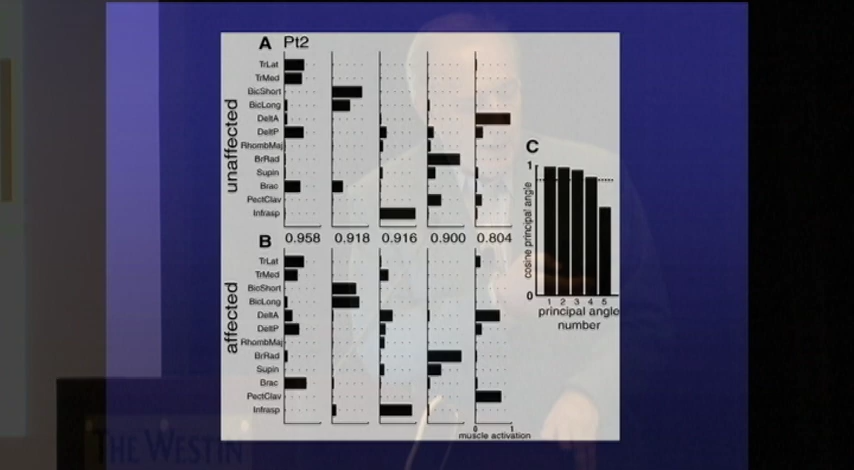 A Pt2
unaffected
TrLat
TrMed
BicShort
BicLong
DeltA
DeltP
RhombMaj
BrRad
Supin
Brac
PectClav
Infrasp
0.958 0.918 0.916 0.900 0.804
B
affected
TrLat
TrMed
BicShort
BicLong
DeltA
DeltP
RhombMaj
BrRad
Supin
Brac
PectClav
Infrasp
0 1
muscle activation
C
1
cosine principal angle
0
1 2 3 4 5
principal angle
number
THE WESTIN